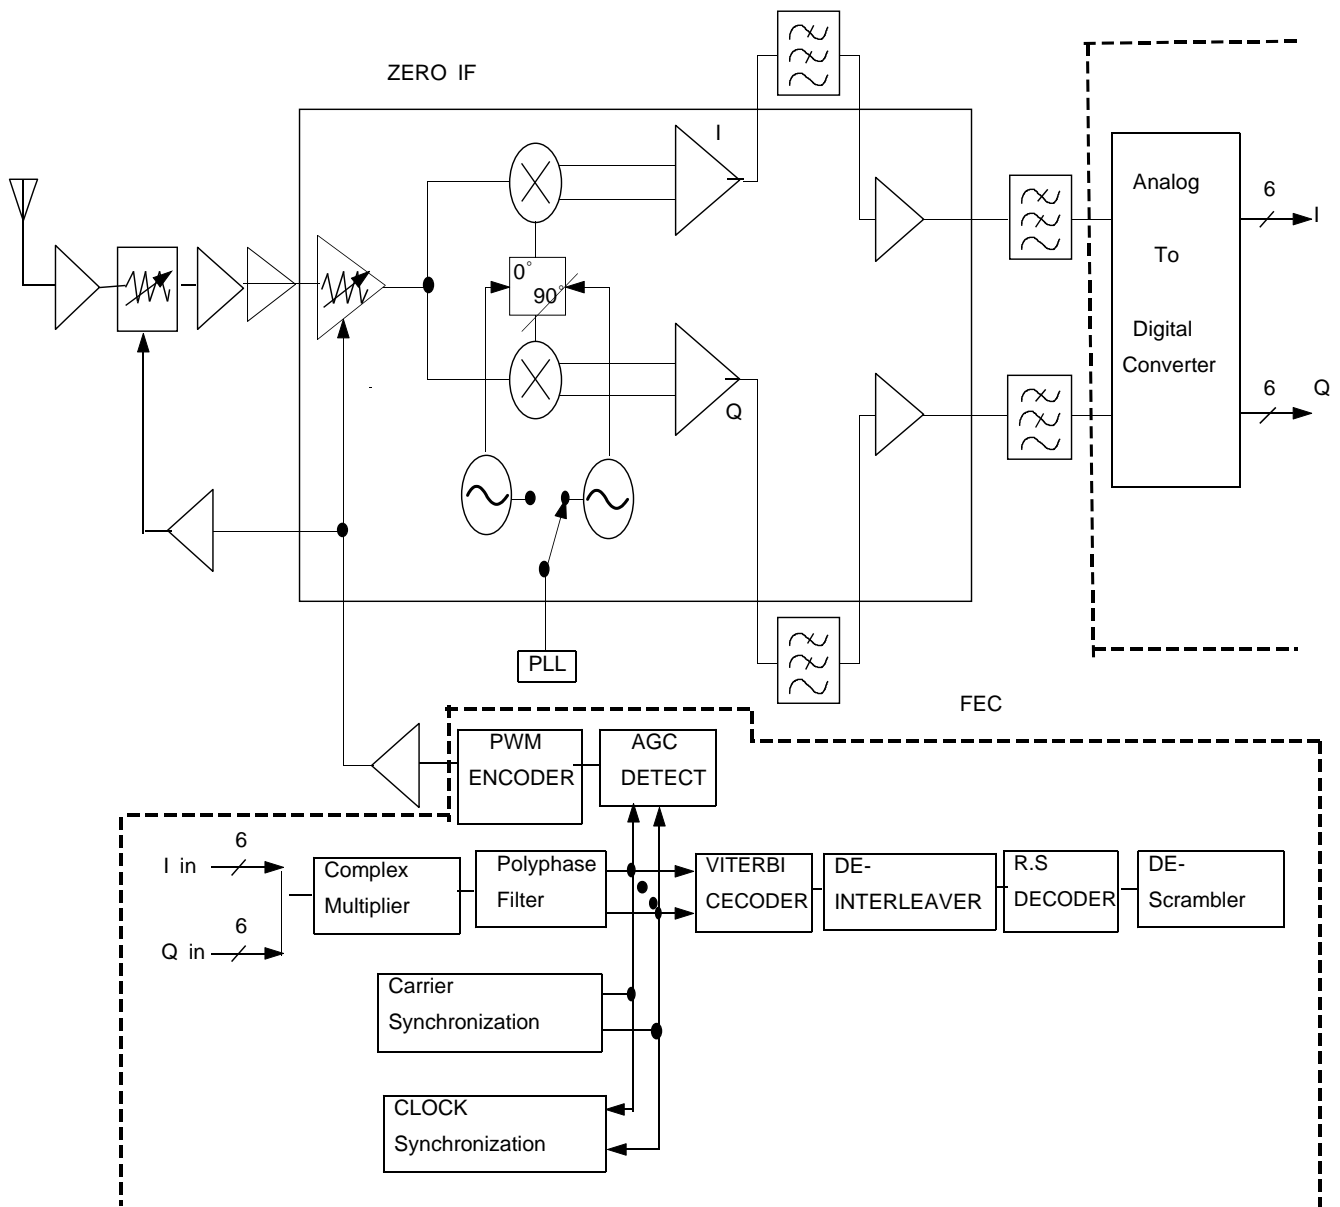 ZERO IF
I
Analog
6
I
To
0°
90°
Digital
Converter
6
Q
Q
PLL
FEC
PWM
ENCODER
AGC
DETECT
6
I in
Complex
Multiplier
Polyphase
Filter
VITERBI
CECODER
DE-
INTERLEAVER
R.S
DECODER
DE-
Scrambler
6
Q in
Carrier
Synchronization
CLOCK
Synchronization